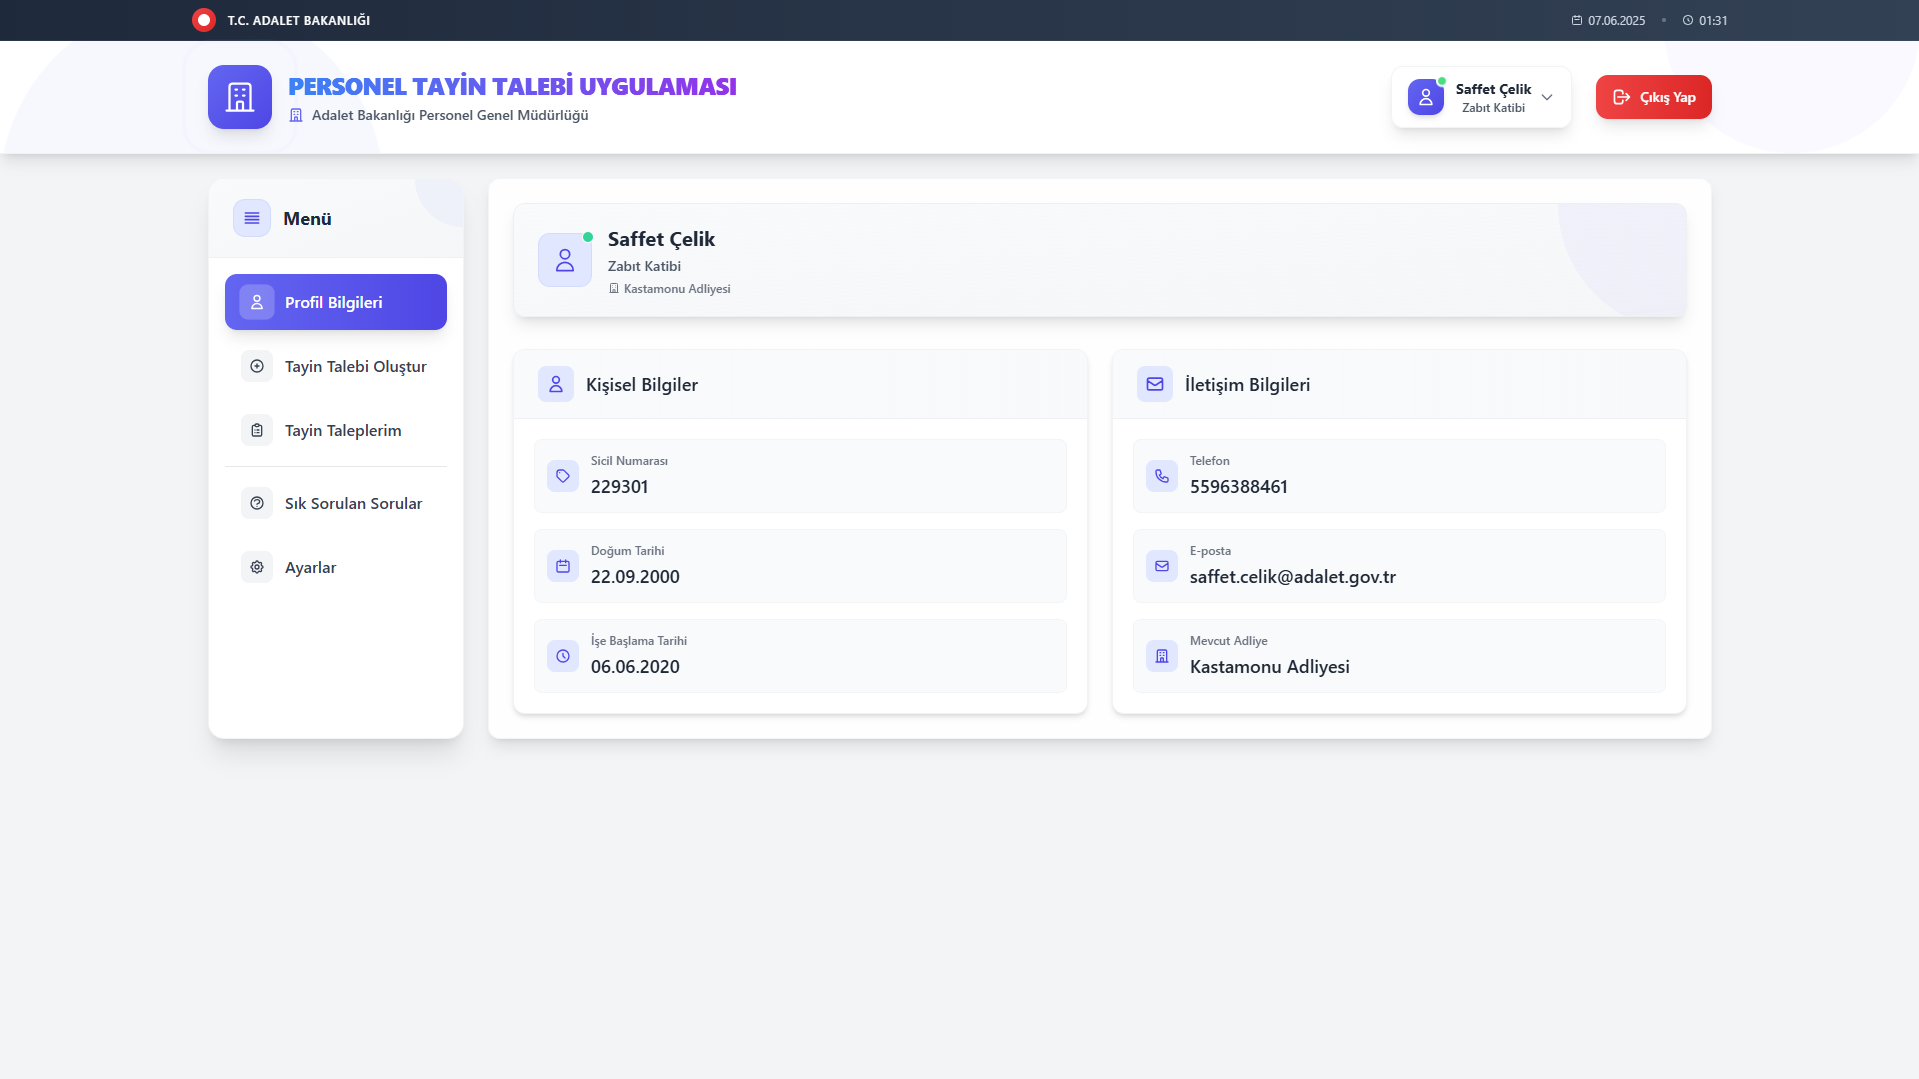 T.C. ADALET BAKANLIĞI
07.06.2025
01:31
PERSONEL TAYİN TALEBİ UYGULAMASI
Adalet Bakanlığı Personel Genel Müdürlüğü
Saffet Çelik
Zabıt Katibi
Çıkış Yap
Menü
Profil Bilgileri
Tayin Talebi Oluştur
Tayin Taleplerim
Sık Sorulan Sorular
Ayarlar
Saffet Çelik
Zabıt Katibi
Kastamonu Adliyesi
Kişisel Bilgiler
Sicil Numarası
229301
Doğum Tarihi
22.09.2000
İşe Başlama Tarihi
06.06.2020
İletişim Bilgileri
Telefon
5596388461
E-posta
saffet.celik@adalet.gov.tr
Mevcut Adliye
Kastamonu Adliyesi